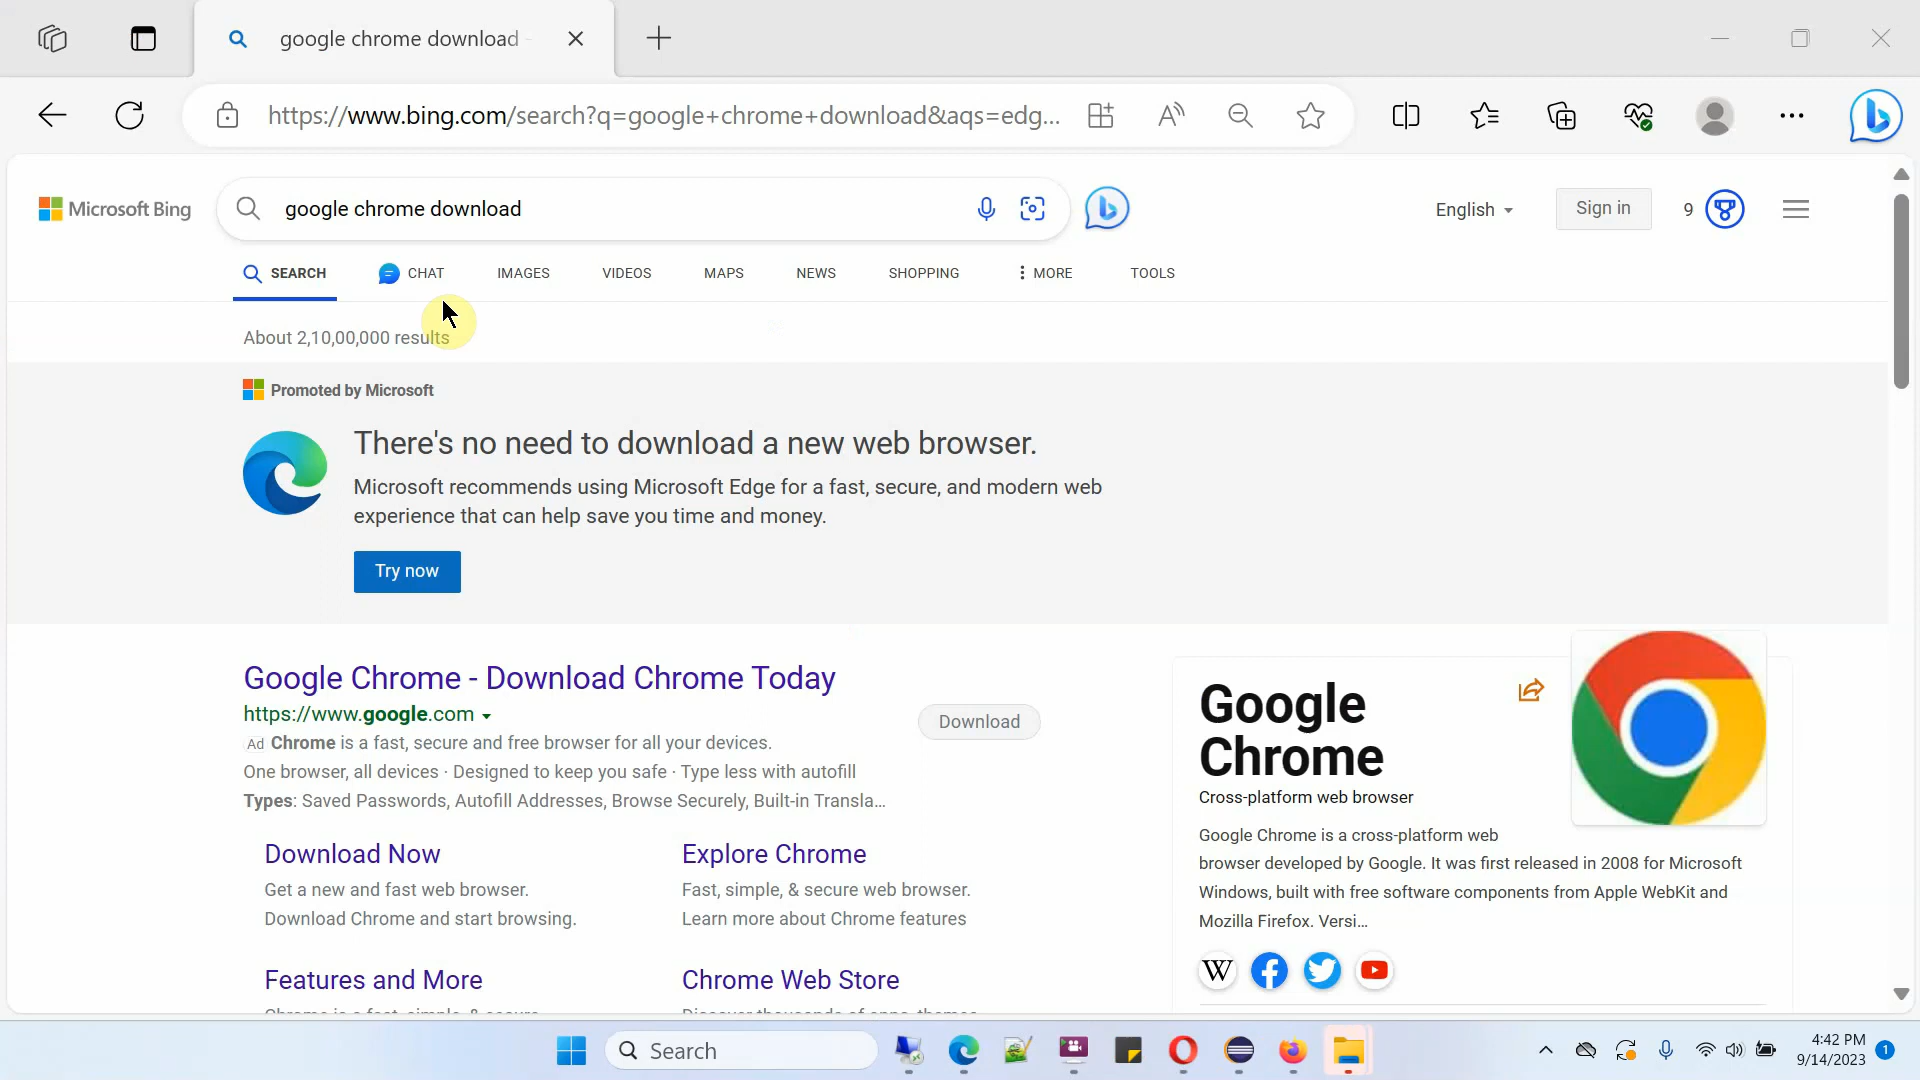 google chrome download
https://www.bing.com/search?q=google+chrome+download&aqs=edg...
Microsoft Bing
google chrome download
English
Sign in
9
SEARCH
CHAT
IMAGES
VIDEOS
MAPS
NEWS
SHOPPING
MORE
TOOLS
About 2,10,00,000 results
Promoted by Microsoft
There's no need to download a new web browser.
Microsoft recommends using Microsoft Edge for a fast, secure, and modern web
experience that can help save you time and money.
Try now
Google Chrome - Download Chrome Today
https://www.google.com
Download
Ad Chrome is a fast, secure and free browser for all your devices.
One browser, all devices · Designed to keep you safe · Type less with autofill
Types: Saved Passwords, Autofill Addresses, Browse Securely, Built-in Transla...
Download Now
Get a new and fast web browser.
Download Chrome and start browsing.
Explore Chrome
Fast, simple, & secure web browser.
Learn more about Chrome features
Features and More
Chrome Web Store
Google
Chrome
Cross-platform web browser
Google Chrome is a cross-platform web
browser developed by Google. It was first released in 2008 for Microsoft
Windows, built with free software components from Apple WebKit and
Mozilla Firefox. Versi...
W
Search
4:42 PM
9/14/2023
1